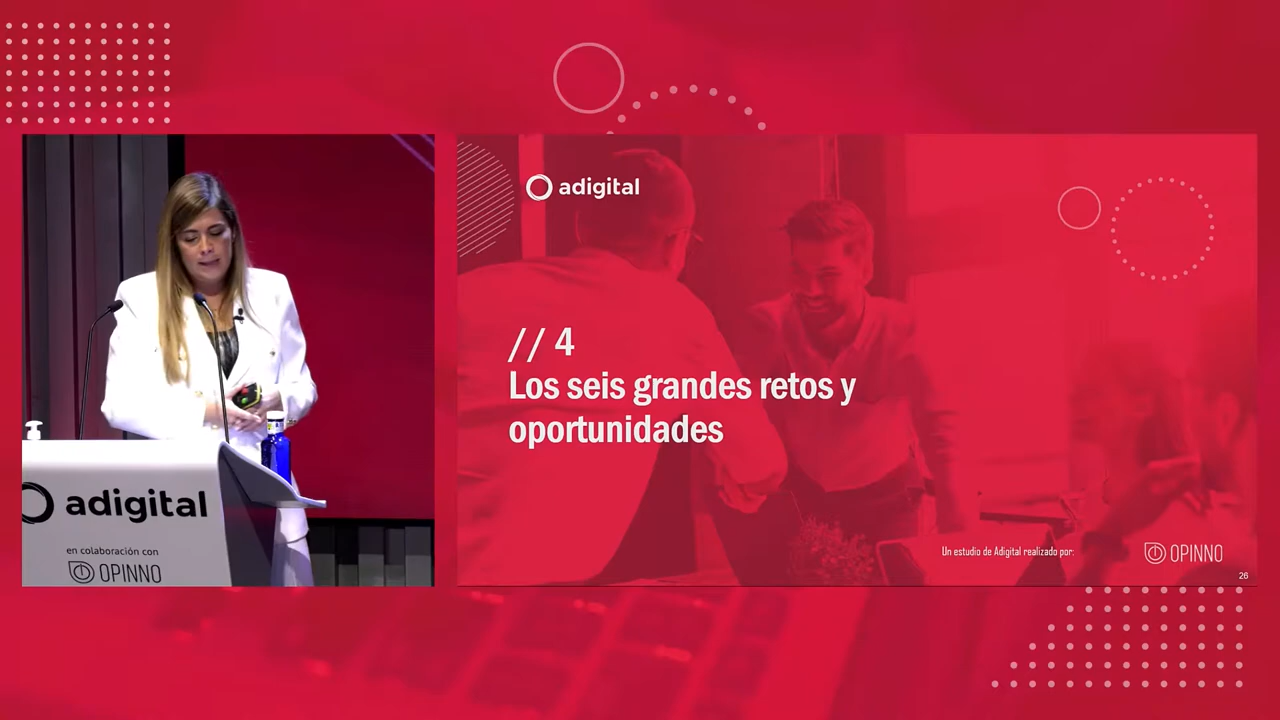 adigital
en colaboración con
OPINNO
adigital
// 4
Los seis grandes retos y
oportunidades
Un estudio de Adigital realizado por:
OPINNO
26